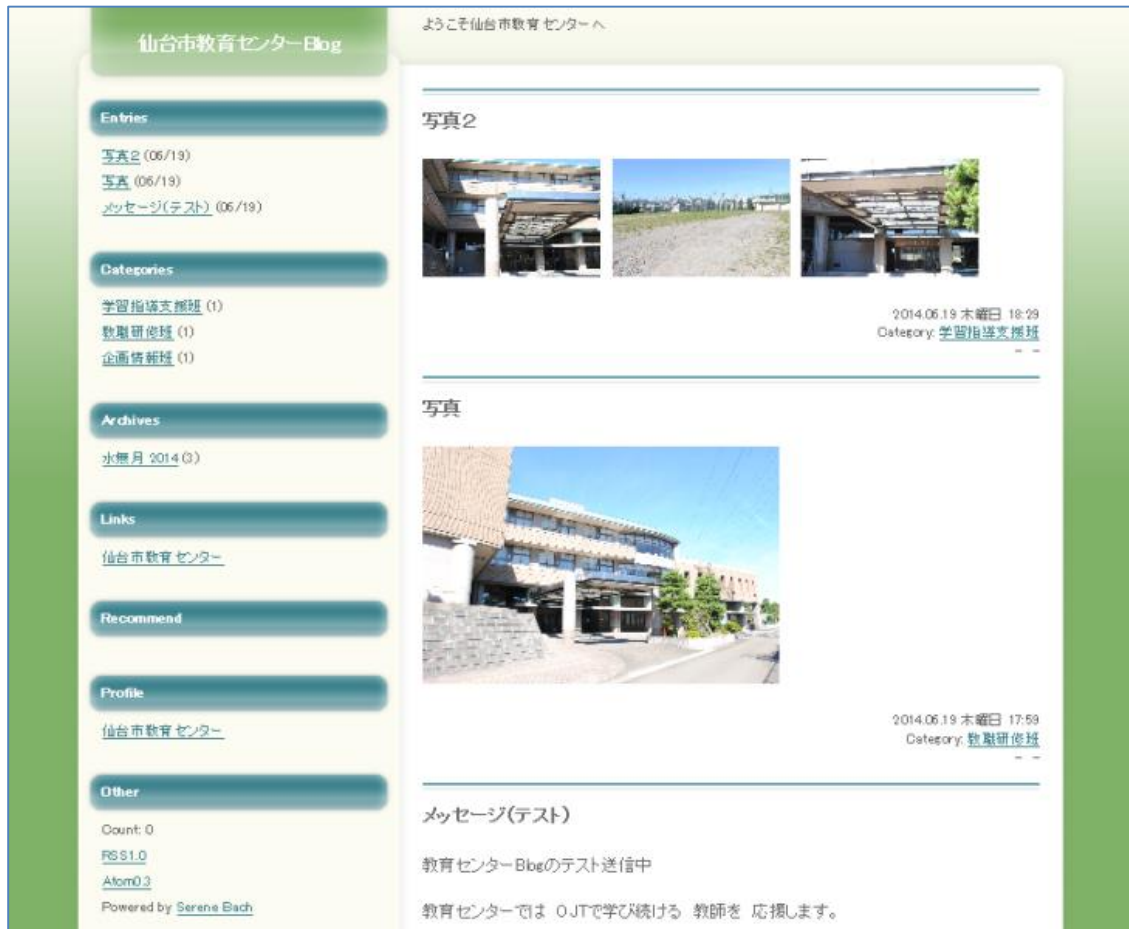 仙台市教育センターBlog
ようこそ仙台市教育センターへ
Entries
写真2 (06/19)
写真 (06/19)
メッセージ(テスト) (06/19)
Categories
学習指導支援班 (1)
教職研修班 (1)
企画情報班 (1)
Archives
水無月 2014 (3)
Links
仙台市教育センター
Recommend
Profile
仙台市教育センター
Other
Count: 0
RSS1.0
Atom0.3
Powered by Serene Bach
写真2
2014.06.19 木曜日 18:29
Category: 学習指導支援班
- -
写真
2014.06.19 木曜日 17:59
Category: 教職研修班
- -
メッセージ(テスト)
教育センターBlogのテスト送信中
教育センターでは OJTで学び続ける 教師を 応援します。